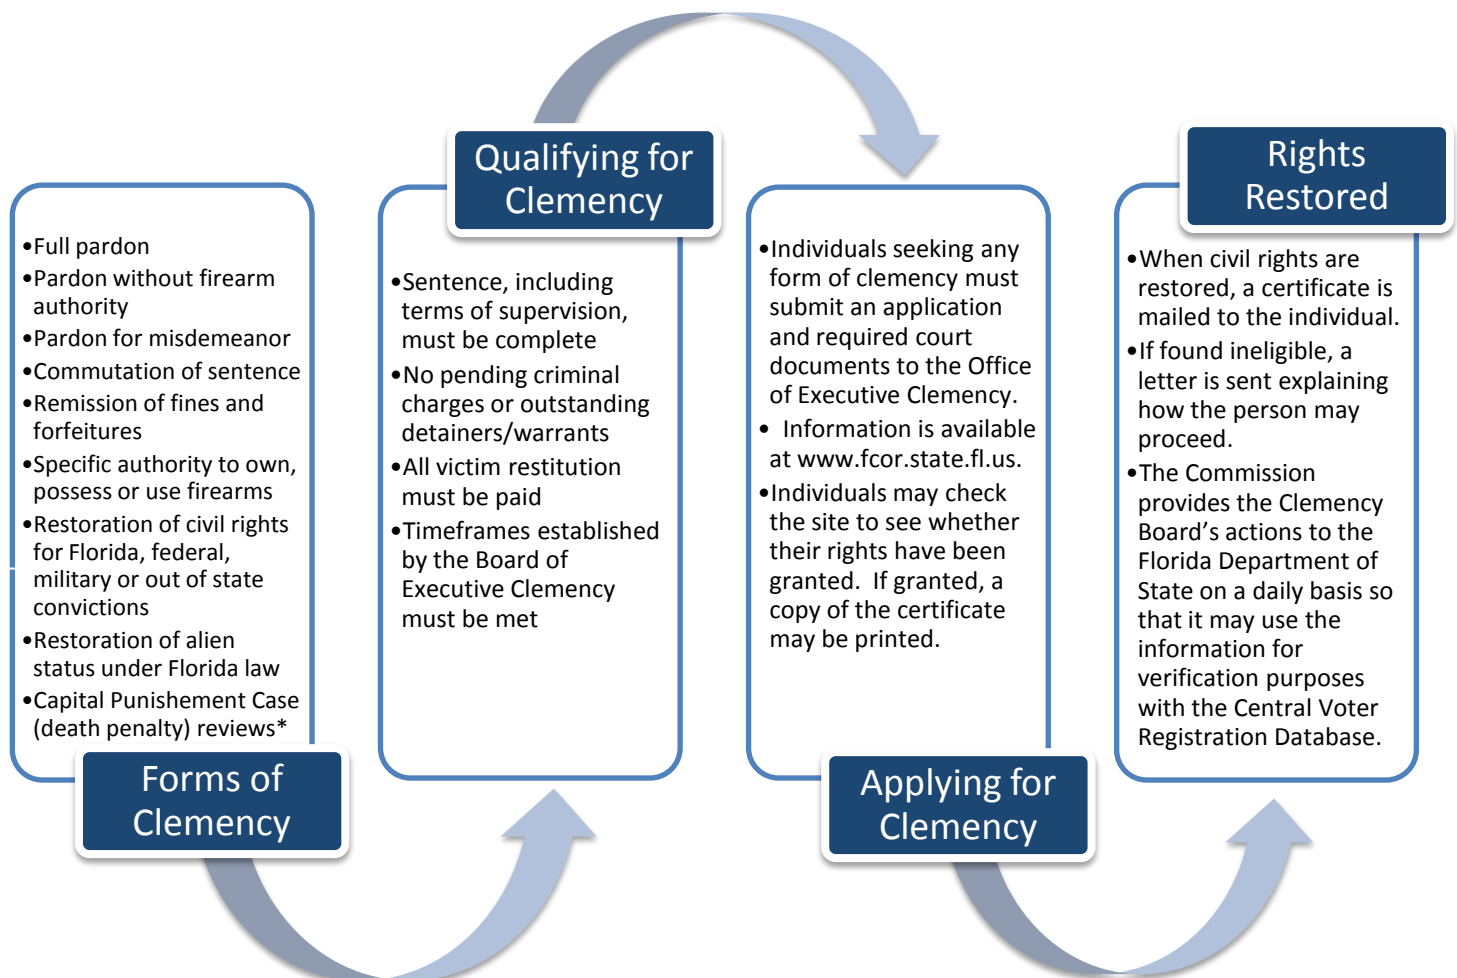 •Full pardon
•Pardon without firearm
authority
•Pardon for misdemeanor
•Commutation of sentence
•Remission of fines and
forfeitures
•Specific authority to own,
possess or use firearms
•Restoration of civil rights
for Florida, federal,
military or out of state
convictions
•Restoration of alien
status under Florida law
•Capital Punishement Case
(death penalty) reviews*
Forms of
Clemency
Qualifying for
Clemency
•Sentence, including
terms of supervision,
must be complete
•No pending criminal
charges or outstanding
detainers/warrants
•All victim restitution
must be paid
•Timeframes established
by the Board of
Executive Clemency
must be met
•Individuals seeking any
form of clemency must
submit an application
and required court
documents to the Office
of Executive Clemency.
• Information is available
at www.fcor.state.fl.us.
•Individuals may check
the site to see whether
their rights have been
granted.  If granted, a
copy of the certificate
may be printed.
Applying for
Clemency
Rights
Restored
•When civil rights are
restored, a certificate is
mailed to the individual.
•If found ineligible, a
letter is sent explaining
how the person may
proceed.
•The Commission
provides the Clemency
Board’s actions to the
Florida Department of
State on a daily basis so
that it may use the
information for
verification purposes
with the Central Voter
Registration Database.